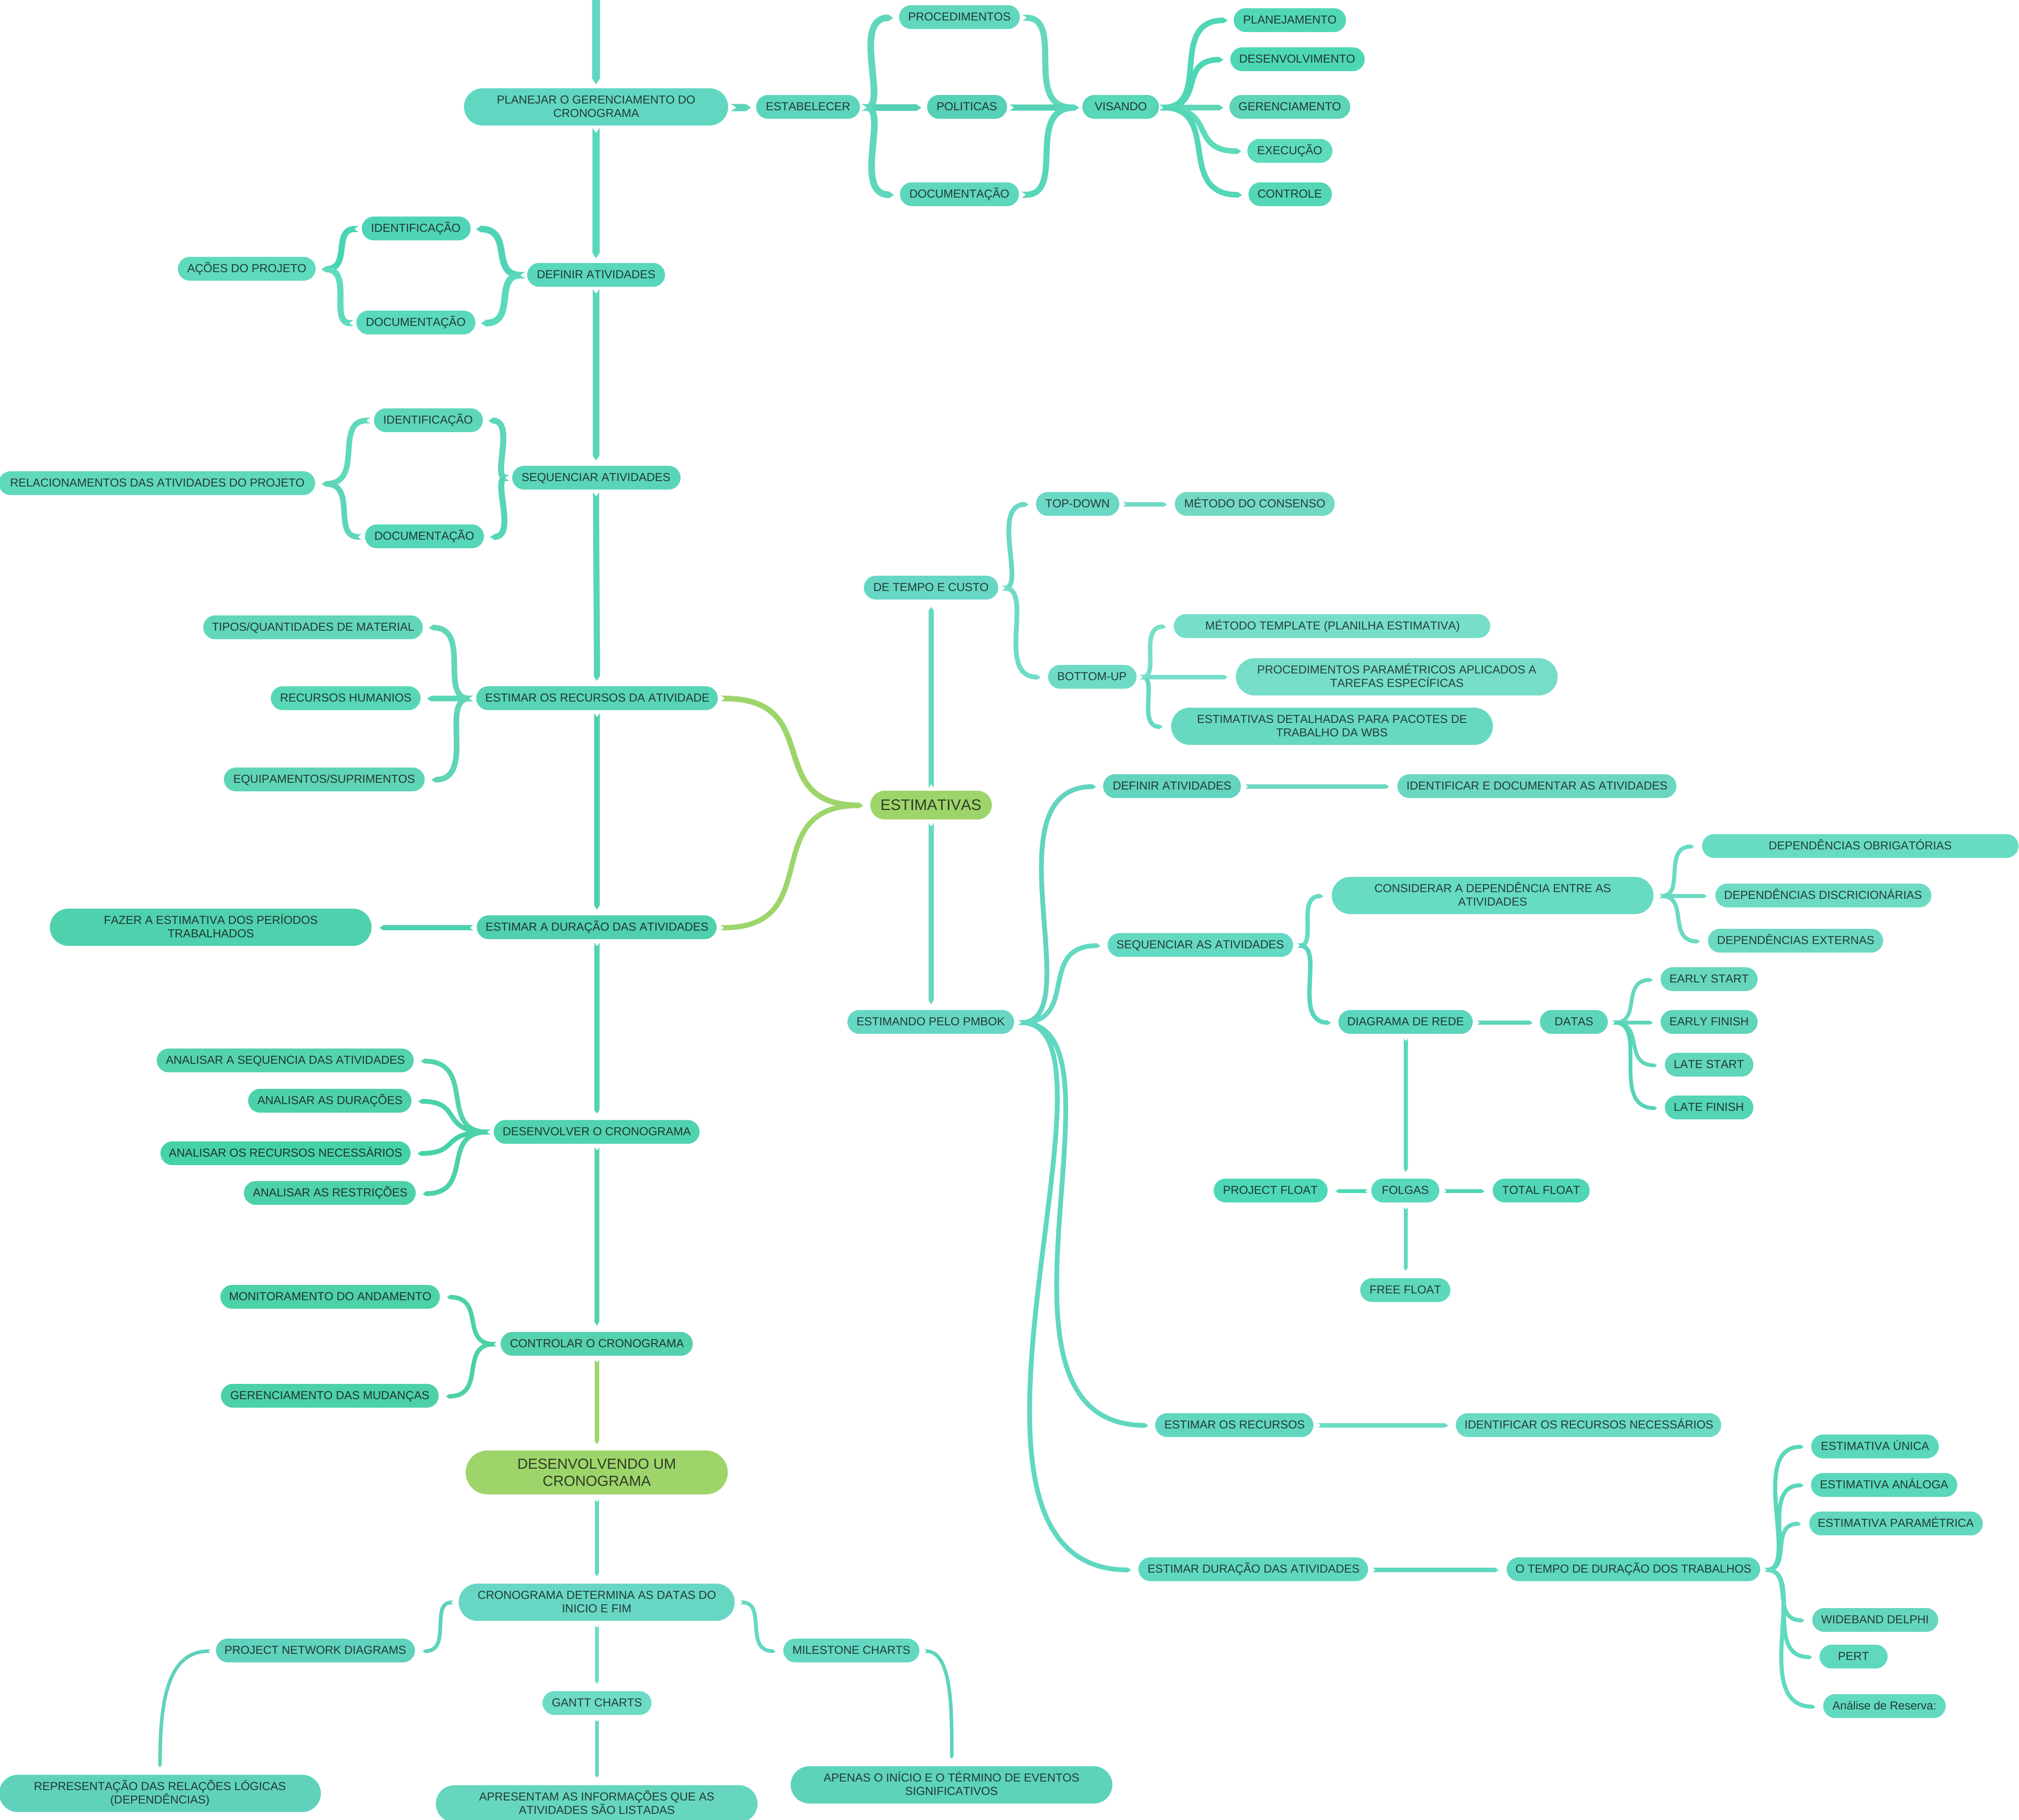 PROCEDIMENTOS
PLANEJAMENTO
DESENVOLVIMENTO
PLANEJAR O GERENCIAMENTO DO
CRONOGRAMA
ESTABELECER
POLITICAS
VISANDO
GERENCIAMENTO
EXECUÇÃO
DOCUMENTAÇÃO
CONTROLE
IDENTIFICAÇÃO
AÇÕES DO PROJETO
DEFINIR ATIVIDADES
DOCUMENTAÇÃO
IDENTIFICAÇÃO
RELACIONAMENTOS DAS ATIVIDADES DO PROJETO
SEQUENCIAR ATIVIDADES
DOCUMENTAÇÃO
TOP-DOWN
MÉTODO DO CONSENSO
DE TEMPO E CUSTO
TIPOS/QUANTIDADES DE MATERIAL
MÉTODO TEMPLATE (PLANILHA ESTIMATIVA)
BOTTOM-UP
PROCEDIMENTOS PARAMÉTRICOS APLICADOS A
TAREFAS ESPECÍFICAS
RECURSOS HUMANIOS
ESTIMAR OS RECURSOS DA ATIVIDADE
ESTIMATIVAS DETALHADAS PARA PACOTES DE
TRABALHO DA WBS
EQUIPAMENTOS/SUPRIMENTOS
DEFINIR ATIVIDADES
IDENTIFICAR E DOCUMENTAR AS ATIVIDADES
ESTIMATIVAS
DEPENDÊNCIAS OBRIGATÓRIAS
CONSIDERAR A DEPENDÊNCIA ENTRE AS
ATIVIDADES
DEPENDÊNCIAS DISCRICIONÁRIAS
FAZER A ESTIMATIVA DOS PERÍODOS
TRABALHADOS
ESTIMAR A DURAÇÃO DAS ATIVIDADES
SEQUENCIAR AS ATIVIDADES
DEPENDÊNCIAS EXTERNAS
EARLY START
ESTIMANDO PELO PMBOK
DIAGRAMA DE REDE
DATAS
EARLY FINISH
LATE START
LATE FINISH
ANALISAR A SEQUENCIA DAS ATIVIDADES
ANALISAR AS DURAÇÕES
DESENVOLVER O CRONOGRAMA
ANALISAR OS RECURSOS NECESSÁRIOS
ANALISAR AS RESTRIÇÕES
PROJECT FLOAT
FOLGAS
TOTAL FLOAT
FREE FLOAT
MONITORAMENTO DO ANDAMENTO
CONTROLAR O CRONOGRAMA
GERENCIAMENTO DAS MUDANÇAS
ESTIMAR OS RECURSOS
IDENTIFICAR OS RECURSOS NECESSÁRIOS
DESENVOLVENDO UM
CRONOGRAMA
ESTIMATIVA ÚNICA
ESTIMATIVA ANÁLOGA
ESTIMATIVA PARAMÉTRICA
ESTIMAR DURAÇÃO DAS ATIVIDADES
O TEMPO DE DURAÇÃO DOS TRABALHOS
WIDEBAND DELPHI
PERT
Análise de Reserva:
CRONOGRAMA DETERMINA AS DATAS DO
INICIO E FIM
PROJECT NETWORK DIAGRAMS
MILESTONE CHARTS
GANTT CHARTS
REPRESENTAÇÃO DAS RELAÇÕES LÓGICAS
(DEPENDÊNCIAS)
APRESENTAM AS INFORMAÇÕES QUE AS
ATIVIDADES SÃO LISTADAS
APENAS O INÍCIO E O TÉRMINO DE EVENTOS
SIGNIFICATIVOS